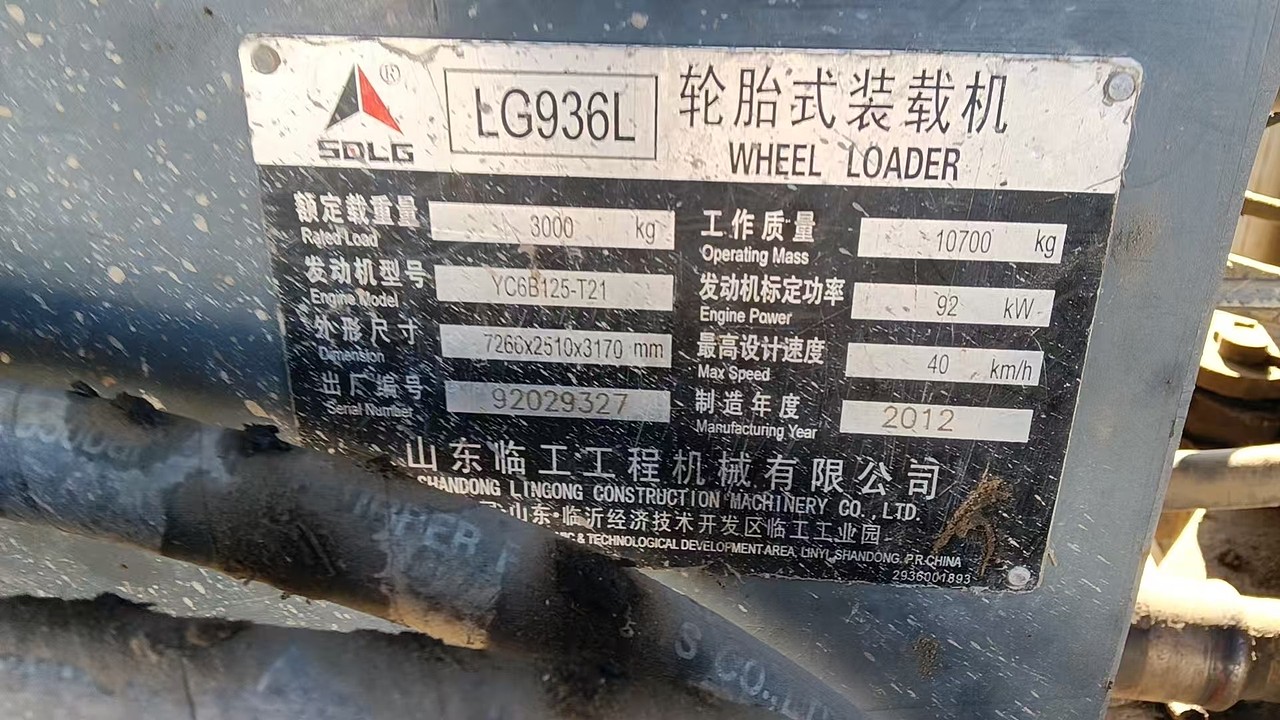 ®
SDLG
LG936L
轮胎式装载机
WHEEL LOADER
额定载重量 3000 kg
Rated Load
工作质量 10700 kg
Operating Mass
发动机型号 YC6B125-T21
Engine Model
发动机标定功率 92 kW
Engine Power
外形尺寸 7266x2510x3170 mm
Dimension
最高设计速度 40 km/h
Max Speed
出厂编号 92029327
Serial Number
制造年度 2012
Manufacturing Year
山东临工工程机械有限公司
SHANDONG LINGONG CONSTRUCTION MACHINERY CO.,LTD.
山东·临沂经济技术开发区临工工业园
& TECHNOLOGICAL DEVELOPMENT AREA, LINYI, SHANDONG, P.R.CHINA
2936001893
S CO.,LTD